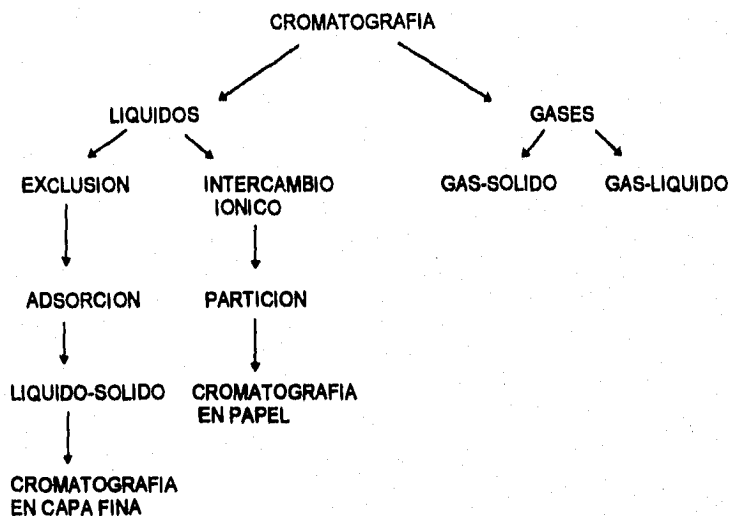 CROMATOGRAFIA
LIQUIDOS
GASES
EXCLUSION
INTERCAMBIO
IONICO
GAS-SOLIDO
GAS-LIQUIDO
ADSORCION
PARTICION
LIQUIDO-SOLIDO
CROMATOGRAFIA
EN PAPEL
CROMATOGRAFIA
EN CAPA FINA